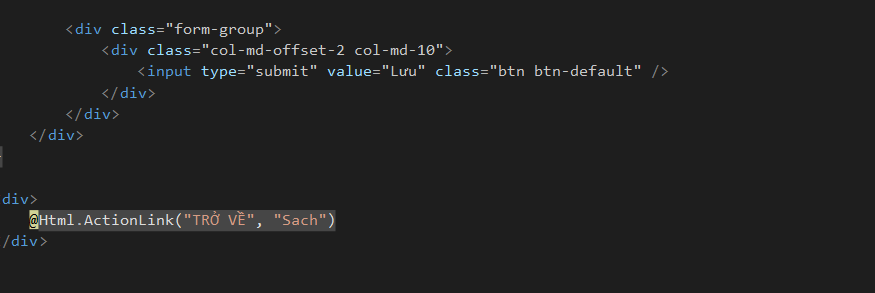 <div class="form-group">
<div class="col-md-offset-2 col-md-10">
<input type="submit" value="Lưu" class="btn btn-default" />
</div>
</div>
</div>
div>
@Html.ActionLink("TRỞ VỀ", "Sach")
/div>